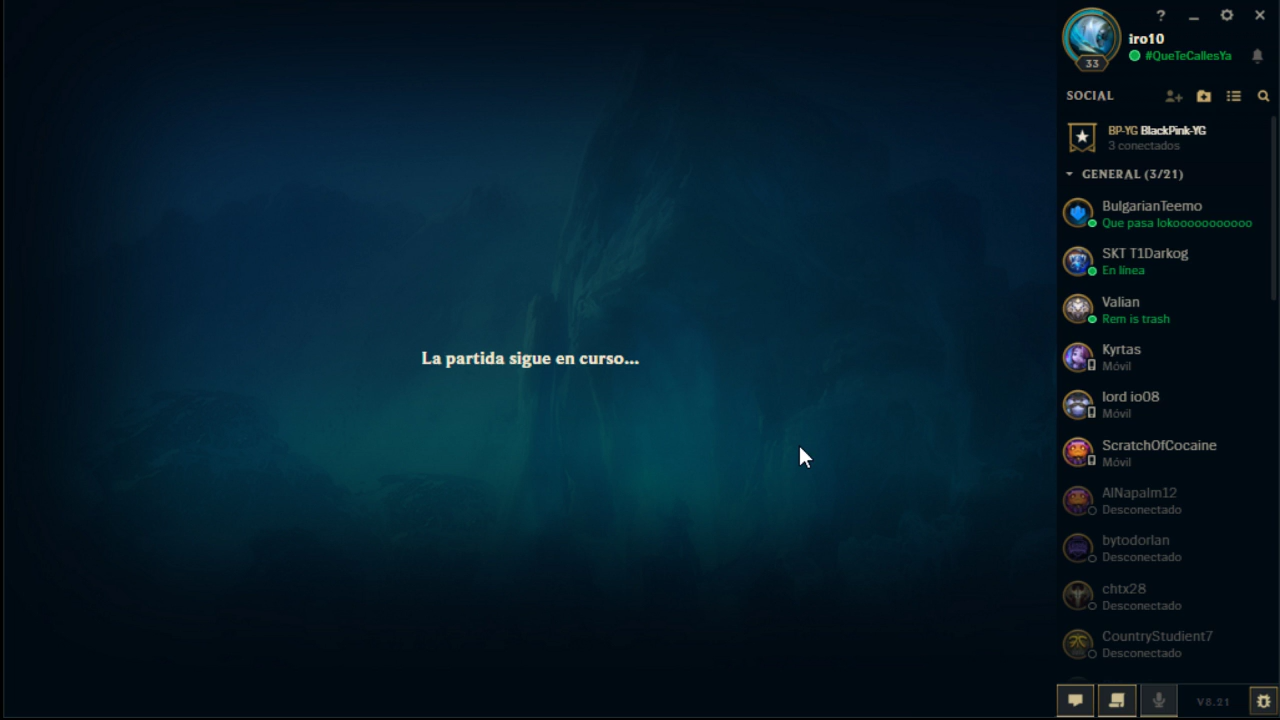 ?
iro10
#QueTeCallesYa
33
SOCIAL
BP-YG BlackPink-YG
3 conectados
GENERAL (3/21)
BulgarianTeemo
Que pasa lokooooooooooo
SKT T1Darkog
En línea
Valian
Rem is trash
Kyrtas
Móvil
lord io08
Móvil
ScratchOfCocaine
Móvil
AlNapalm12
Desconectado
bytodorlan
Desconectado
chtx28
Desconectado
CountryStudient7
Desconectado
V8.21
La partida sigue en curso...